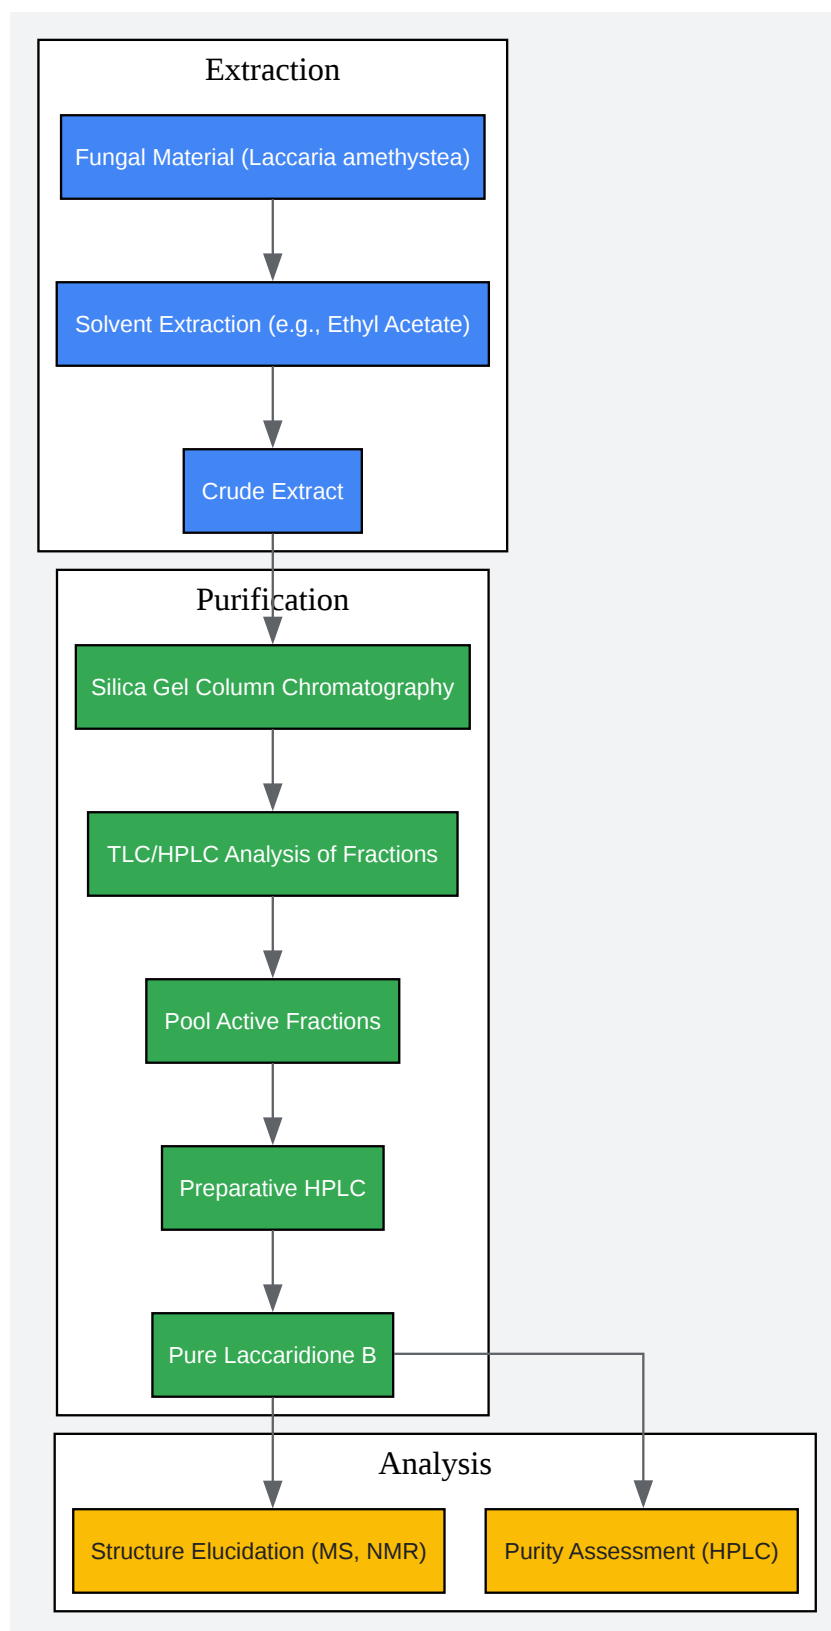 Extraction
Fungal Material (Laccaria amethystea)
Solvent Extraction (e.g., Ethyl Acetate)
Crude Extract
Purification
Silica Gel Column Chromatography
TLC/HPLC Analysis of Fractions
Pool Active Fractions
Preparative HPLC
Pure Laccaridione B
Analysis
Structure Elucidation (MS, NMR)
Purity Assessment (HPLC)